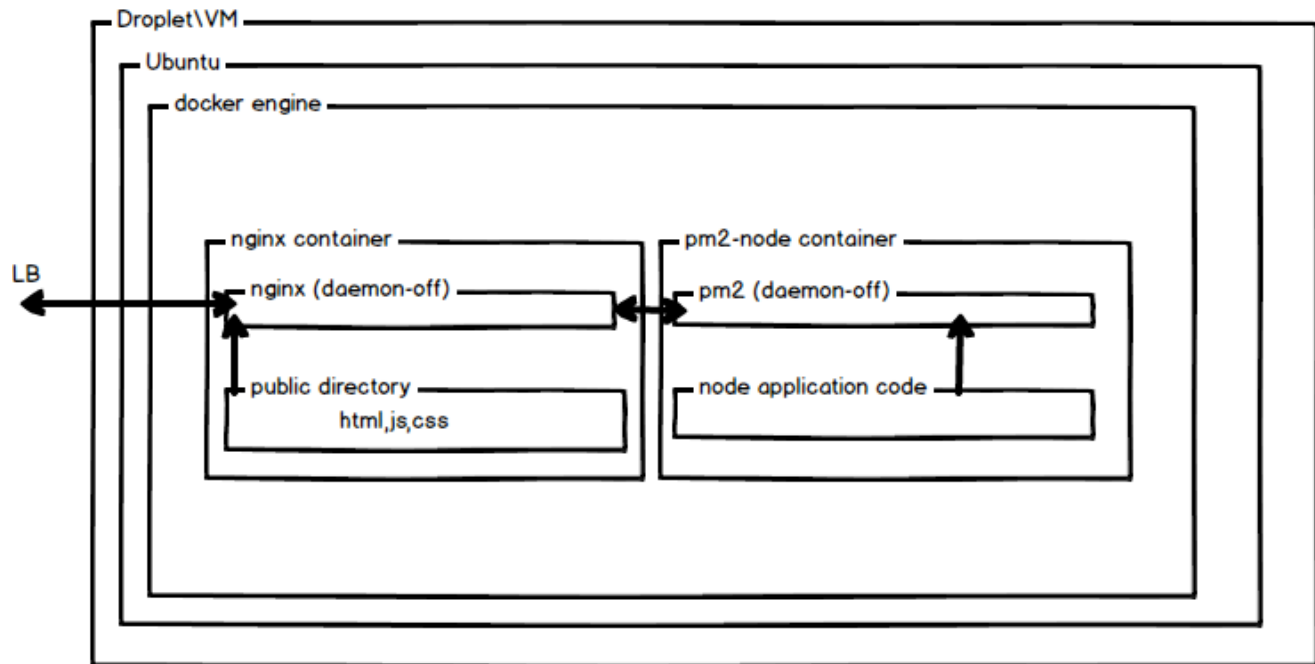 Droplet\VM
Ubuntu
docker engine
nginx container
pm2-node container
LB
nginx (daemon-off)
pm2 (daemon-off)
public directory
node application code
html,js,css